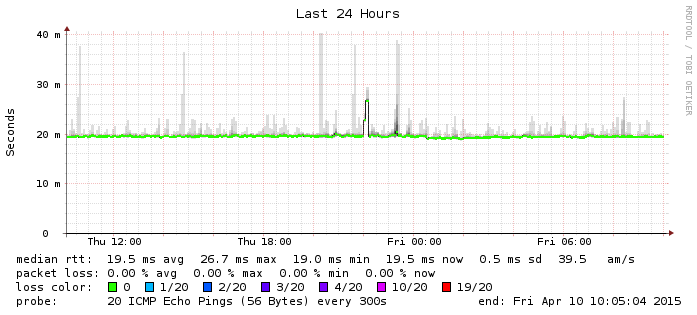 Last 24 Hours
RRDTOOL / TOBI OETIKER
Seconds
40 m
30 m
20 m
10 m
0
Thu 12:00 Thu 18:00 Fri 00:00 Fri 06:00
median rtt: 19.5 ms avg 26.7 ms max 19.0 ms min 19.5 ms now 0.5 ms sd 39.5 am/s
packet loss: 0.00 % avg 0.00 % max 0.00 % min 0.00 % now
loss color: 0 1/20 2/20 3/20 4/20 10/20 19/20
probe: 20 ICMP Echo Pings (56 Bytes) every 300s end: Fri Apr 10 10:05:04 2015